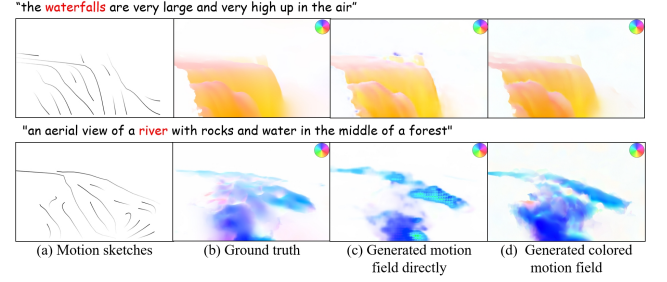 “the waterfalls are very large and very high up in the air”
"an aerial view of a river with rocks and water in the middle of a forest"
(a) Motion sketches
(b) Ground truth
(c) Generated motion
field directly
(d) Generated colored
motion field